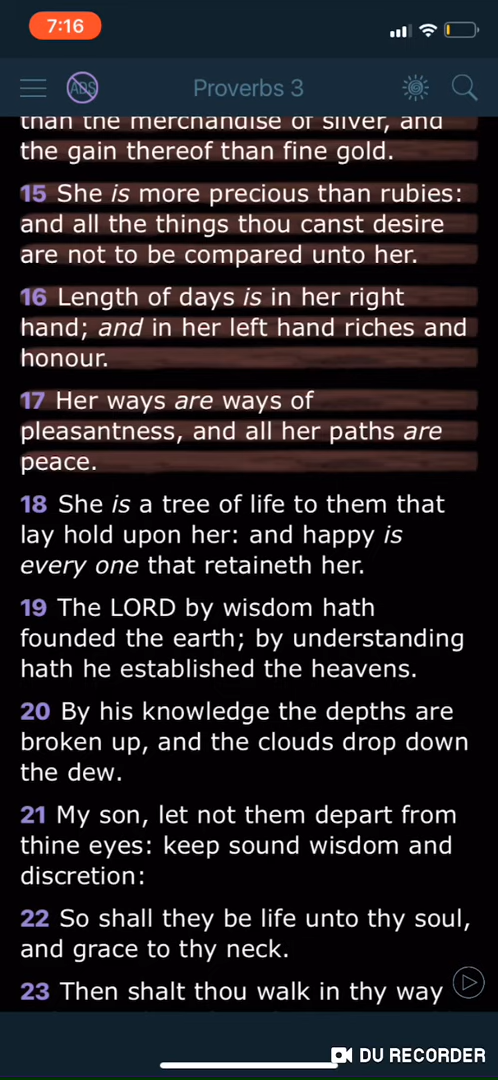 7:16
ADS
Proverbs 3
than the merchandise of silver, and
the gain thereof than fine gold.
15 She is more precious than rubies:
and all the things thou canst desire
are not to be compared unto her.
16 Length of days is in her right
hand; and in her left hand riches and
honour.
17 Her ways are ways of
pleasantness, and all her paths are
peace.
18 She is a tree of life to them that
lay hold upon her: and happy is
every one that retaineth her.
19 The LORD by wisdom hath
founded the earth; by understanding
hath he established the heavens.
20 By his knowledge the depths are
broken up, and the clouds drop down
the dew.
21 My son, let not them depart from
thine eyes: keep sound wisdom and
discretion:
22 So shall they be life unto thy soul,
and grace to thy neck.
23 Then shalt thou walk in thy way
DU RECORDER